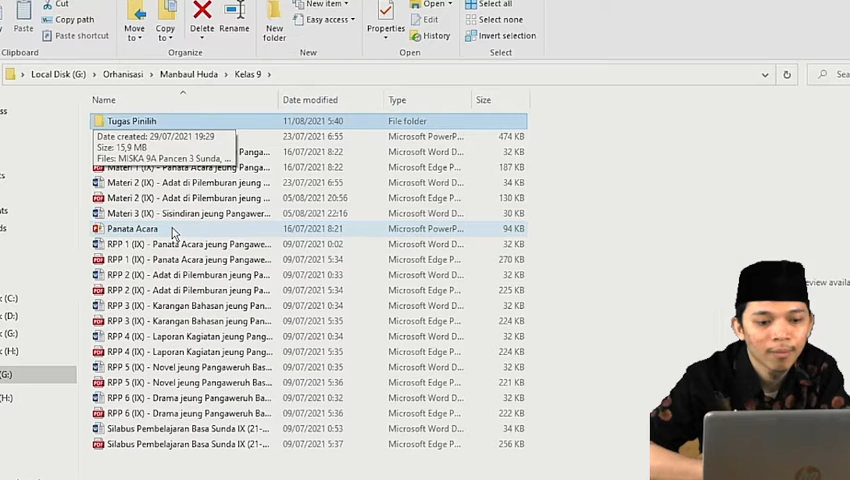 Cut
Copy path
Paste shortcut
Paste
Move to
Copy to
Delete
Rename
New folder
New item
Easy access
Properties
Open
Edit
History
Select all
Select none
Invert selection
Clipboard
Organize
New
Open
Select
Local Disk (G:) > Orhanisasi > Manbaul Huda > Kelas 9 >
Name Date modified Type Size
Tugas Pinilih 11/08/2021 5:40 File folder
Date created: 29/07/2021 19:29
Size: 15,9 MB
Files: MISKA 9A Pancen 3 Sunda, ...
23/07/2021 6:55 Microsoft PowerP... 474 KB
16/07/2021 8:22 Microsoft Word D... 32 KB
Materi 1 (IX) - Panata Acara jeung Pangawe... 16/07/2021 8:22 Microsoft Edge P... 187 KB
Materi 2 (IX) - Adat di Pilemburan jeung ... 23/07/2021 6:55 Microsoft Word D... 34 KB
Materi 2 (IX) - Adat di Pilemburan jeung ... 05/08/2021 20:56 Microsoft Edge P... 130 KB
Materi 3 (IX) - Sisindiran jeung Pangawer... 05/08/2021 22:16 Microsoft Word D... 30 KB
Panata Acara 16/07/2021 8:21 Microsoft PowerP... 94 KB
RPP 1 (IX) - Panata Acara jeung Pangawe... 09/07/2021 0:02 Microsoft Word D... 32 KB
RPP 1 (IX) - Panata Acara jeung Pangawe... 09/07/2021 5:34 Microsoft Edge P... 270 KB
RPP 2 (IX) - Adat di Pilemburan jeung Pa... 09/07/2021 0:33 Microsoft Word D... 32 KB
RPP 2 (IX) - Adat di Pilemburan jeung Pa... 09/07/2021 5:34 Microsoft Edge P... 225 KB
RPP 3 (IX) - Karangan Bahasan jeung Pan... 09/07/2021 0:34 Microsoft Word D... 32 KB
RPP 3 (IX) - Karangan Bahasan jeung Pan... 09/07/2021 5:34 Microsoft Edge P... 224 KB
RPP 4 (IX) - Laporan Kagiatan jeung Pan... 09/07/2021 0:34 Microsoft Word D... 32 KB
RPP 4 (IX) - Laporan Kagiatan jeung Pan... 09/07/2021 5:35 Microsoft Edge P... 224 KB
RPP 5 (IX) - Novel jeung Pangaweruh Bas... 09/07/2021 0:34 Microsoft Word D... 32 KB
RPP 5 (IX) - Novel jeung Pangaweruh Bas... 09/07/2021 5:36 Microsoft Edge P... 221 KB
RPP 6 (IX) - Drama jeung Pangaweruh Ba... 09/07/2021 0:32 Microsoft Word D... 32 KB
RPP 6 (IX) - Drama jeung Pangaweruh Ba... 09/07/2021 5:36 Microsoft Edge P... 222 KB
Silabus Pembelajaran Basa Sunda IX (21-... 09/07/2021 0:53 Microsoft Word D... 34 KB
Silabus Pembelajaran Basa Sunda IX (21-... 09/07/2021 5:37 Microsoft Edge P... 256 KB
(C:)
(D:)
(G:)
(H:)
(G:)
(H:)